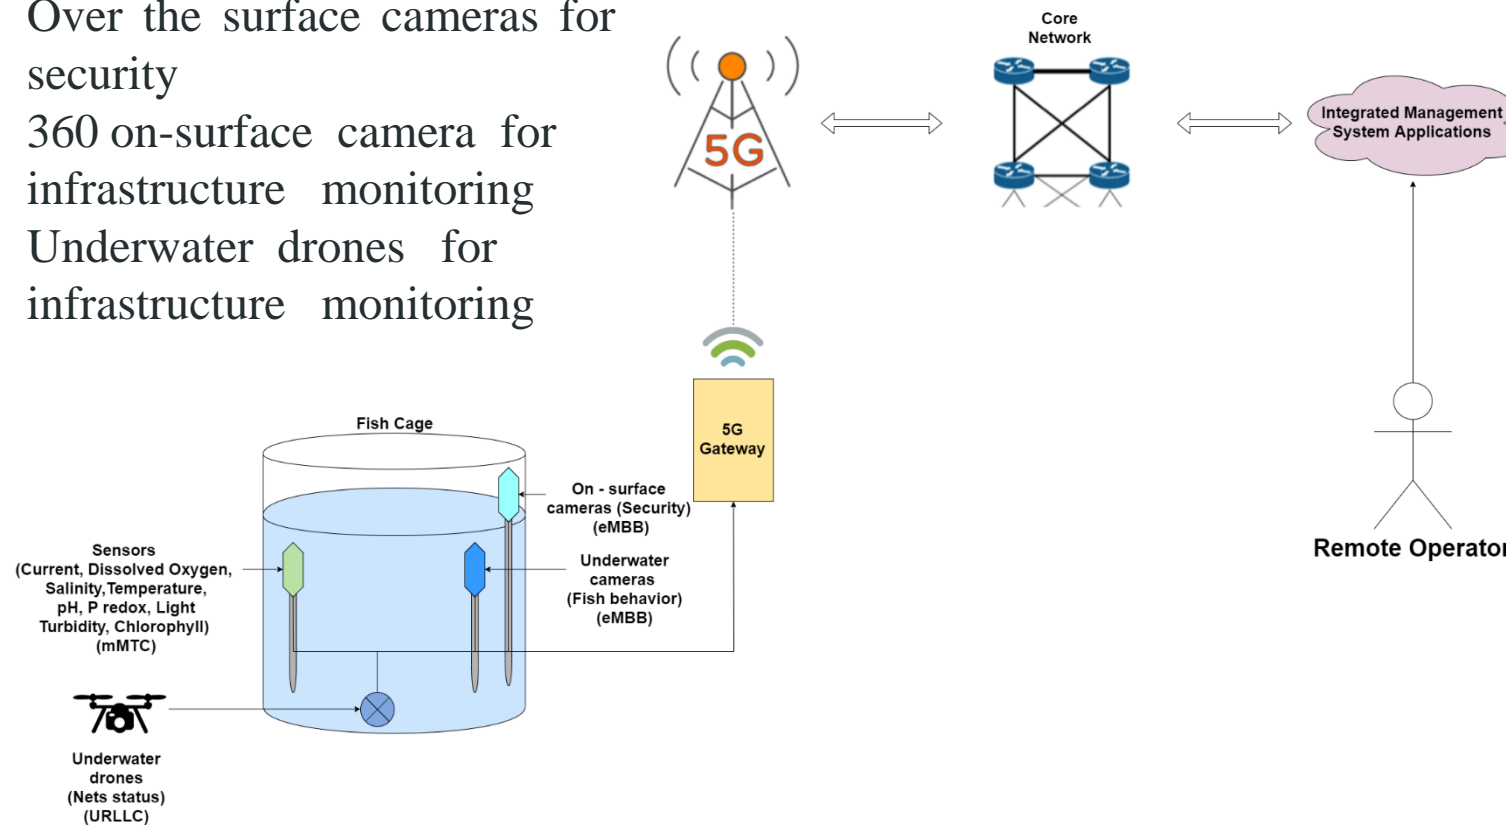 Over the surface cameras for
security
360 on-surface camera for
infrastructure monitoring
Underwater drones for
infrastructure monitoring
Core
Network
5G
Integrated Management
System Applications
5G
Gateway
Fish Cage
On - surface
cameras (Security)
(eMBB)
Underwater
cameras
(Fish behavior)
(eMBB)
Sensors
(Current, Dissolved Oxygen,
Salinity,Temperature,
pH, P redox, Light
Turbidity, Chlorophyll)
(mMTC)
Underwater
drones
(Nets status)
(URLLC)
Remote Operator